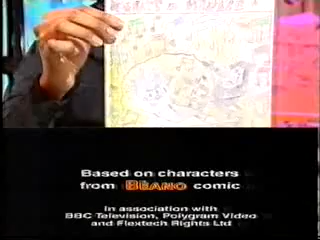 Based on characters
from BEANO comic
In association with
BBC Television, Polygram Video
and Flextech Rights Ltd